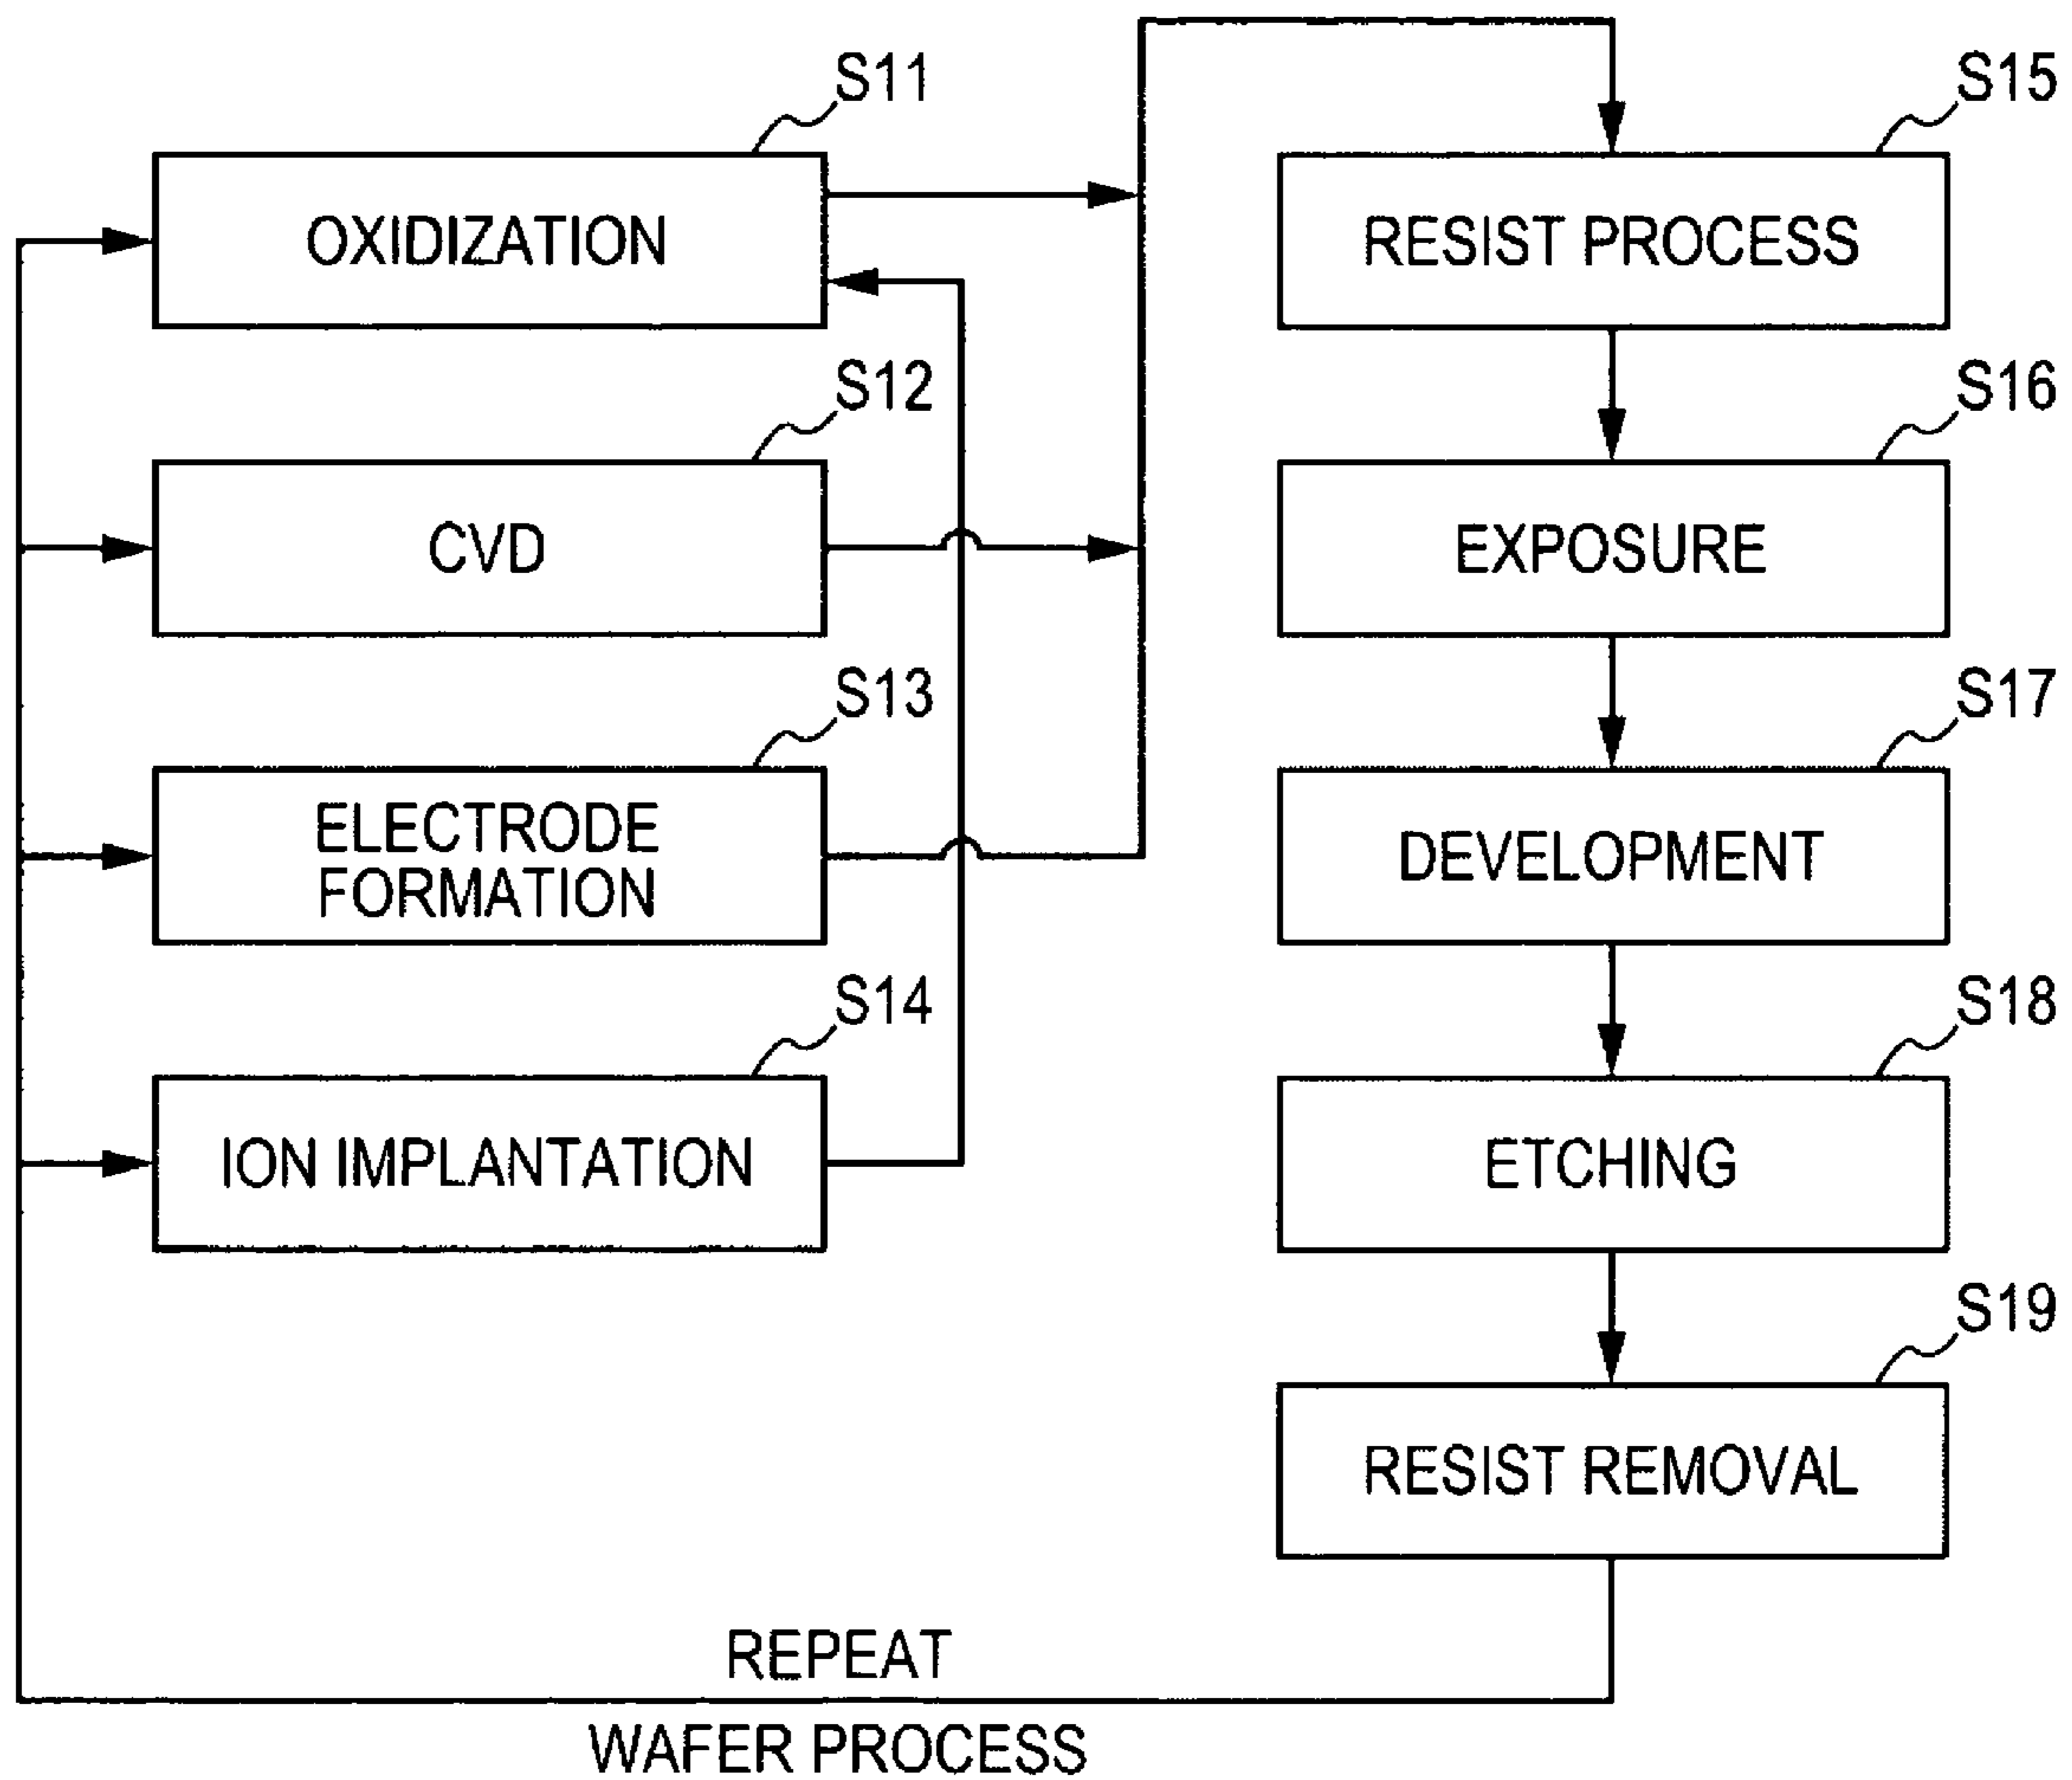 S11
OXIDIZATION
S12
CVD
S13
ELECTRODE
FORMATION
S14
ION IMPLANTATION
S15
RESIST PROCESS
S16
EXPOSURE
S17
DEVELOPMENT
S18
ETCHING
S19
RESIST REMOVAL
REPEAT
WAFER PROCESS